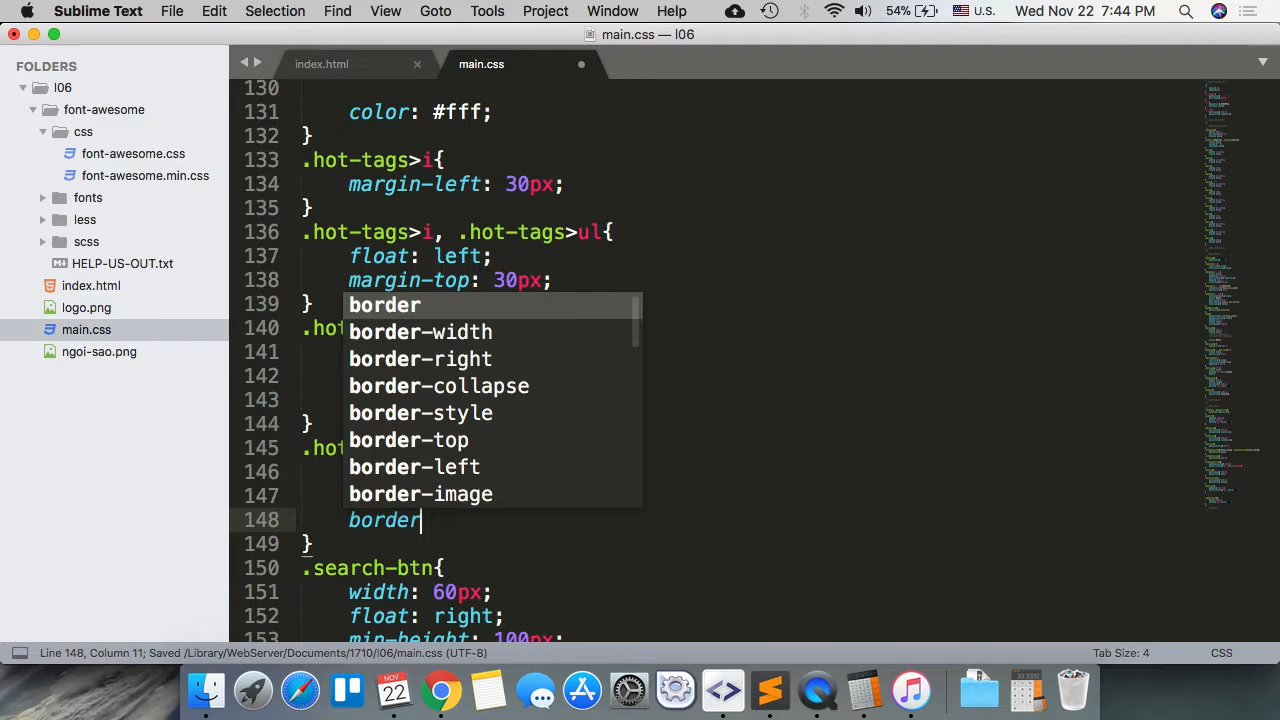 Sublime Text File Edit Selection Find View Goto Tools Project Window Help 54% U.S. Wed Nov 22 7:44 PM
main.css — l06
FOLDERS
l06
font-awesome
css
font-awesome.css
font-awesome.min.css
fonts
less
scss
HELP-US-OUT.txt
index.html
logo.png
main.css
ngoi-sao.png
index.html × main.css
130
131 color: #fff;
132 }
133 .hot-tags>i{
134 margin-left: 30px;
135 }
136 .hot-tags>i, .hot-tags>ul{
137 float: left;
138 margin-top: 30px;
139 }
140 .hot
141
142
143
144 }
145 .hot
146
147
148 border
149 }
150 .search-btn{
151 width: 60px;
152 float: right;
153 min-height: 100px;
border
border-width
border-right
border-collapse
border-style
border-top
border-left
border-image
Line 148, Column 11; Saved /Library/WebServer/Documents/1710/l06/main.css (UTF-8) Tab Size: 4 CSS
NOV
22